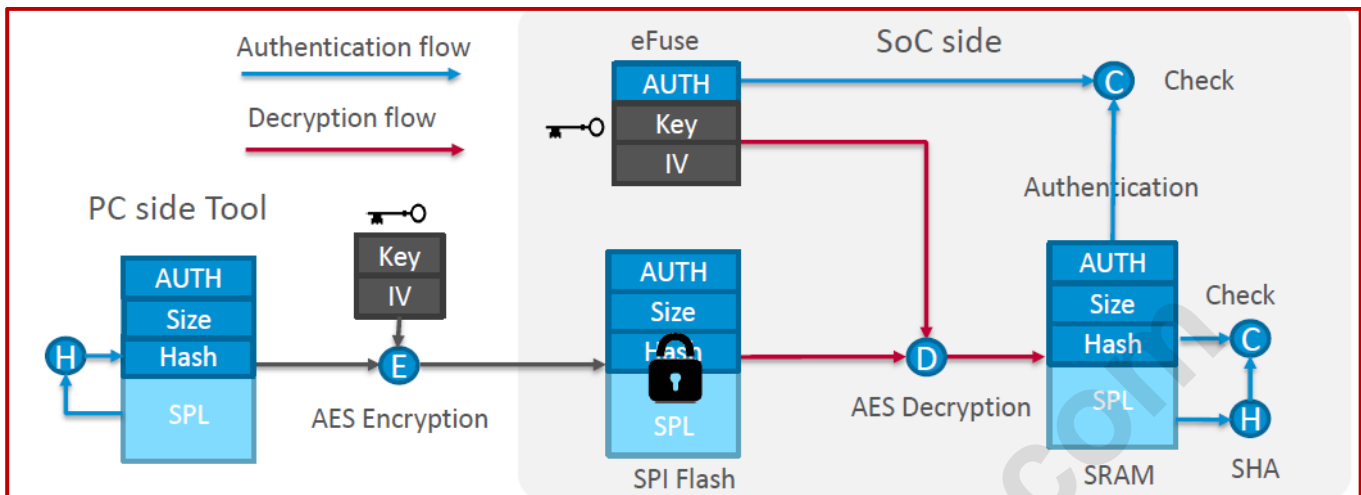 Authentication flow
Decryption flow
eFuse
SoC side
AUTH
Key
IV
C
Check
Authentication
PC side Tool
AUTH
Size
Hash
SPL
H
Key
IV
E
AES Encryption
AUTH
Size
Hash
SPL
SPI Flash
D
AES Decryption
AUTH
Size
Hash
SPL
SRAM
Check
C
H
SHA
com